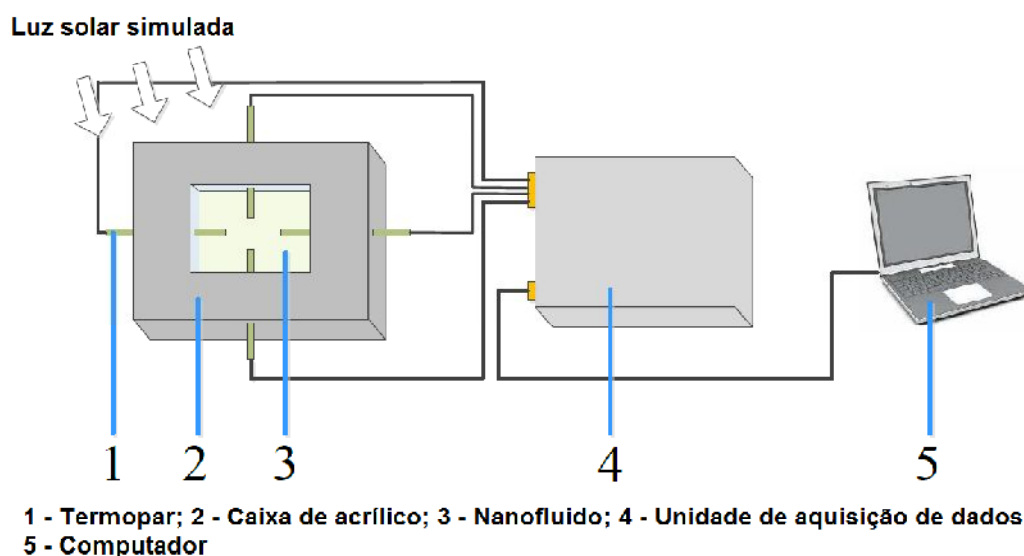 Luz solar simulada
1 2 3 4 5
1 - Termopar; 2 - Caixa de acrílico; 3 - Nanofluido; 4 - Unidade de aquisição de dados
5 - Computador